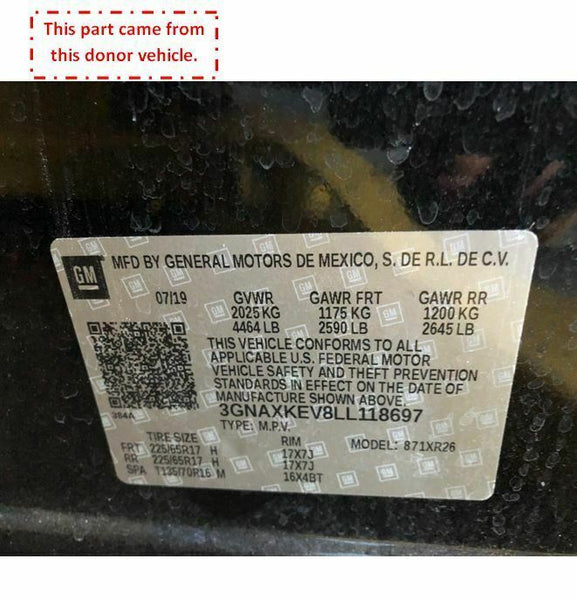 This part came from
this donor vehicle.
GM
MFD BY GENERAL MOTORS DE MEXICO, S. DE R.L. DE C.V.
07/19 GVWR GAWR FRT GAWR RR
2025 KG 1175 KG 1200 KG
4464 LB 2590 LB 2645 LB
THIS VEHICLE CONFORMS TO ALL
APPLICABLE U.S. FEDERAL MOTOR
VEHICLE SAFETY AND THEFT PREVENTION
STANDARDS IN EFFECT ON THE DATE OF
MANUFACTURE SHOWN ABOVE.
384A 3GNAXKEV8LL118697
TYPE: M.P.V.
TIRE SIZE RIM MODEL: 871XR26
FRT 225/65R17 H 17X7J
RR 225/65R17 H 17X7J
SPA T135/70R16 M 16X4BT